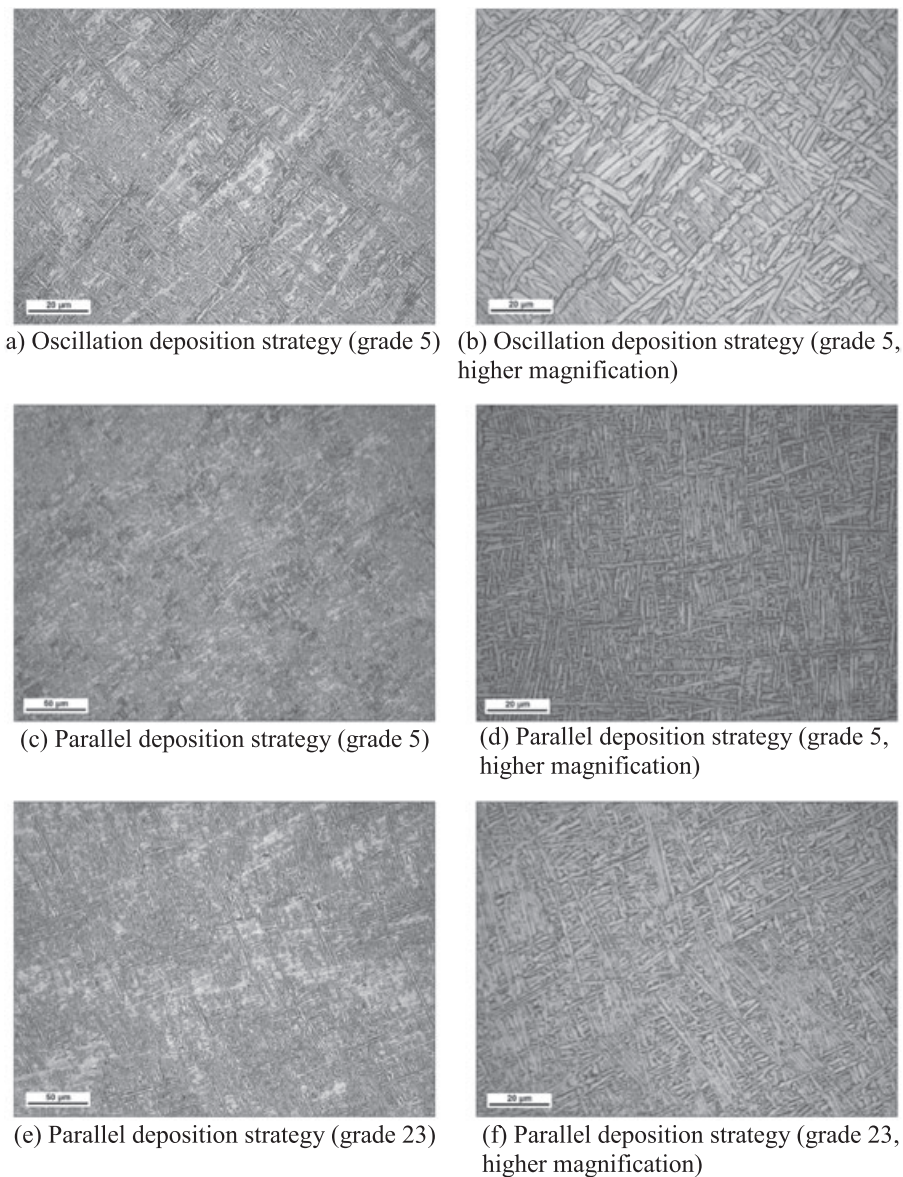 20 µm
20 µm
a) Oscillation deposition strategy (grade 5)
(b) Oscillation deposition strategy (grade 5,
higher magnification)
50 µm
20 µm
(c) Parallel deposition strategy (grade 5)
(d) Parallel deposition strategy (grade 5,
higher magnification)
50 µm
20 µm
(e) Parallel deposition strategy (grade 23)
(f) Parallel deposition strategy (grade 23,
higher magnification)